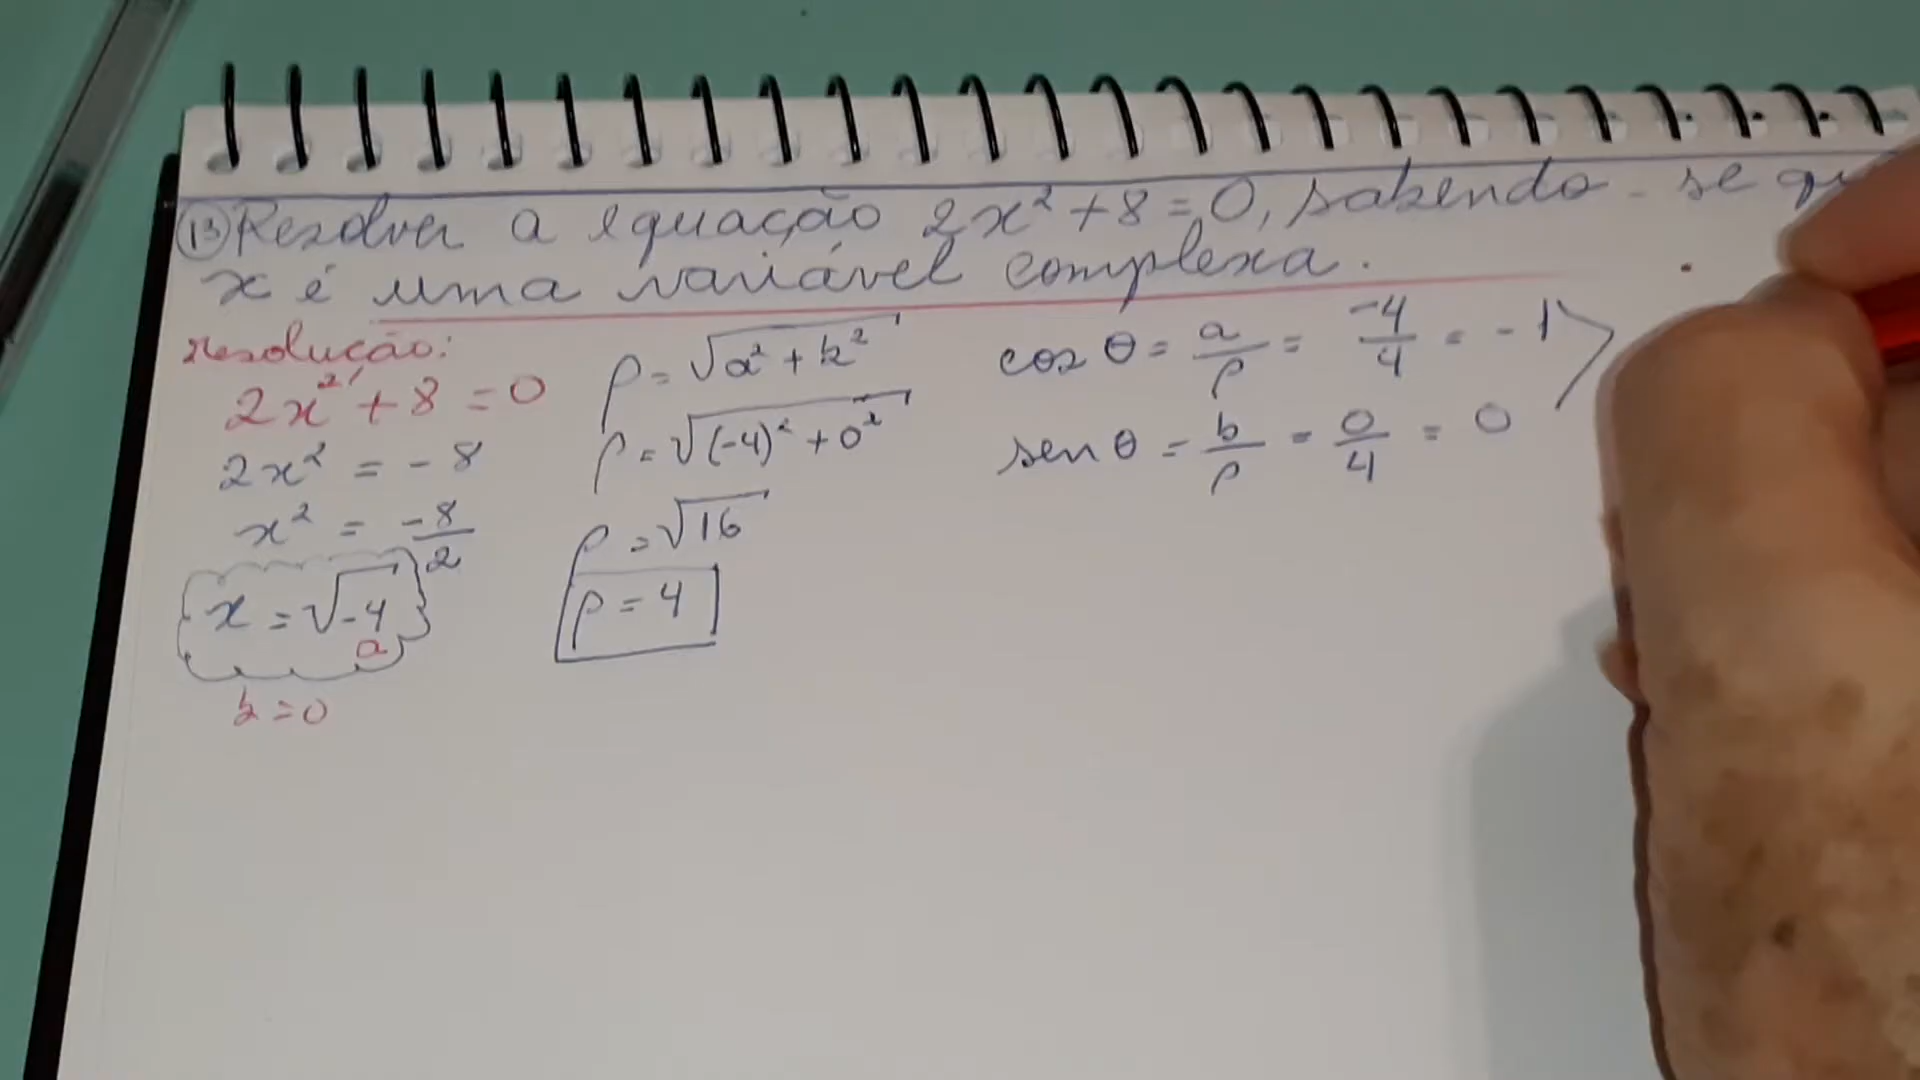 13 Resolver a equação 2x² + 8 = 0, sabendo-se
x é uma variável complexa.
resolução:
2x² + 8 = 0
2x² = -8
x² = -8/2
x = √-4
a
b = 0
ρ = √a² + b²
ρ = √(-4)² + 0²
ρ = √16
ρ = 4
cos θ = a/ρ = -4/4 = -1
sen θ = b/ρ = 0/4 = 0